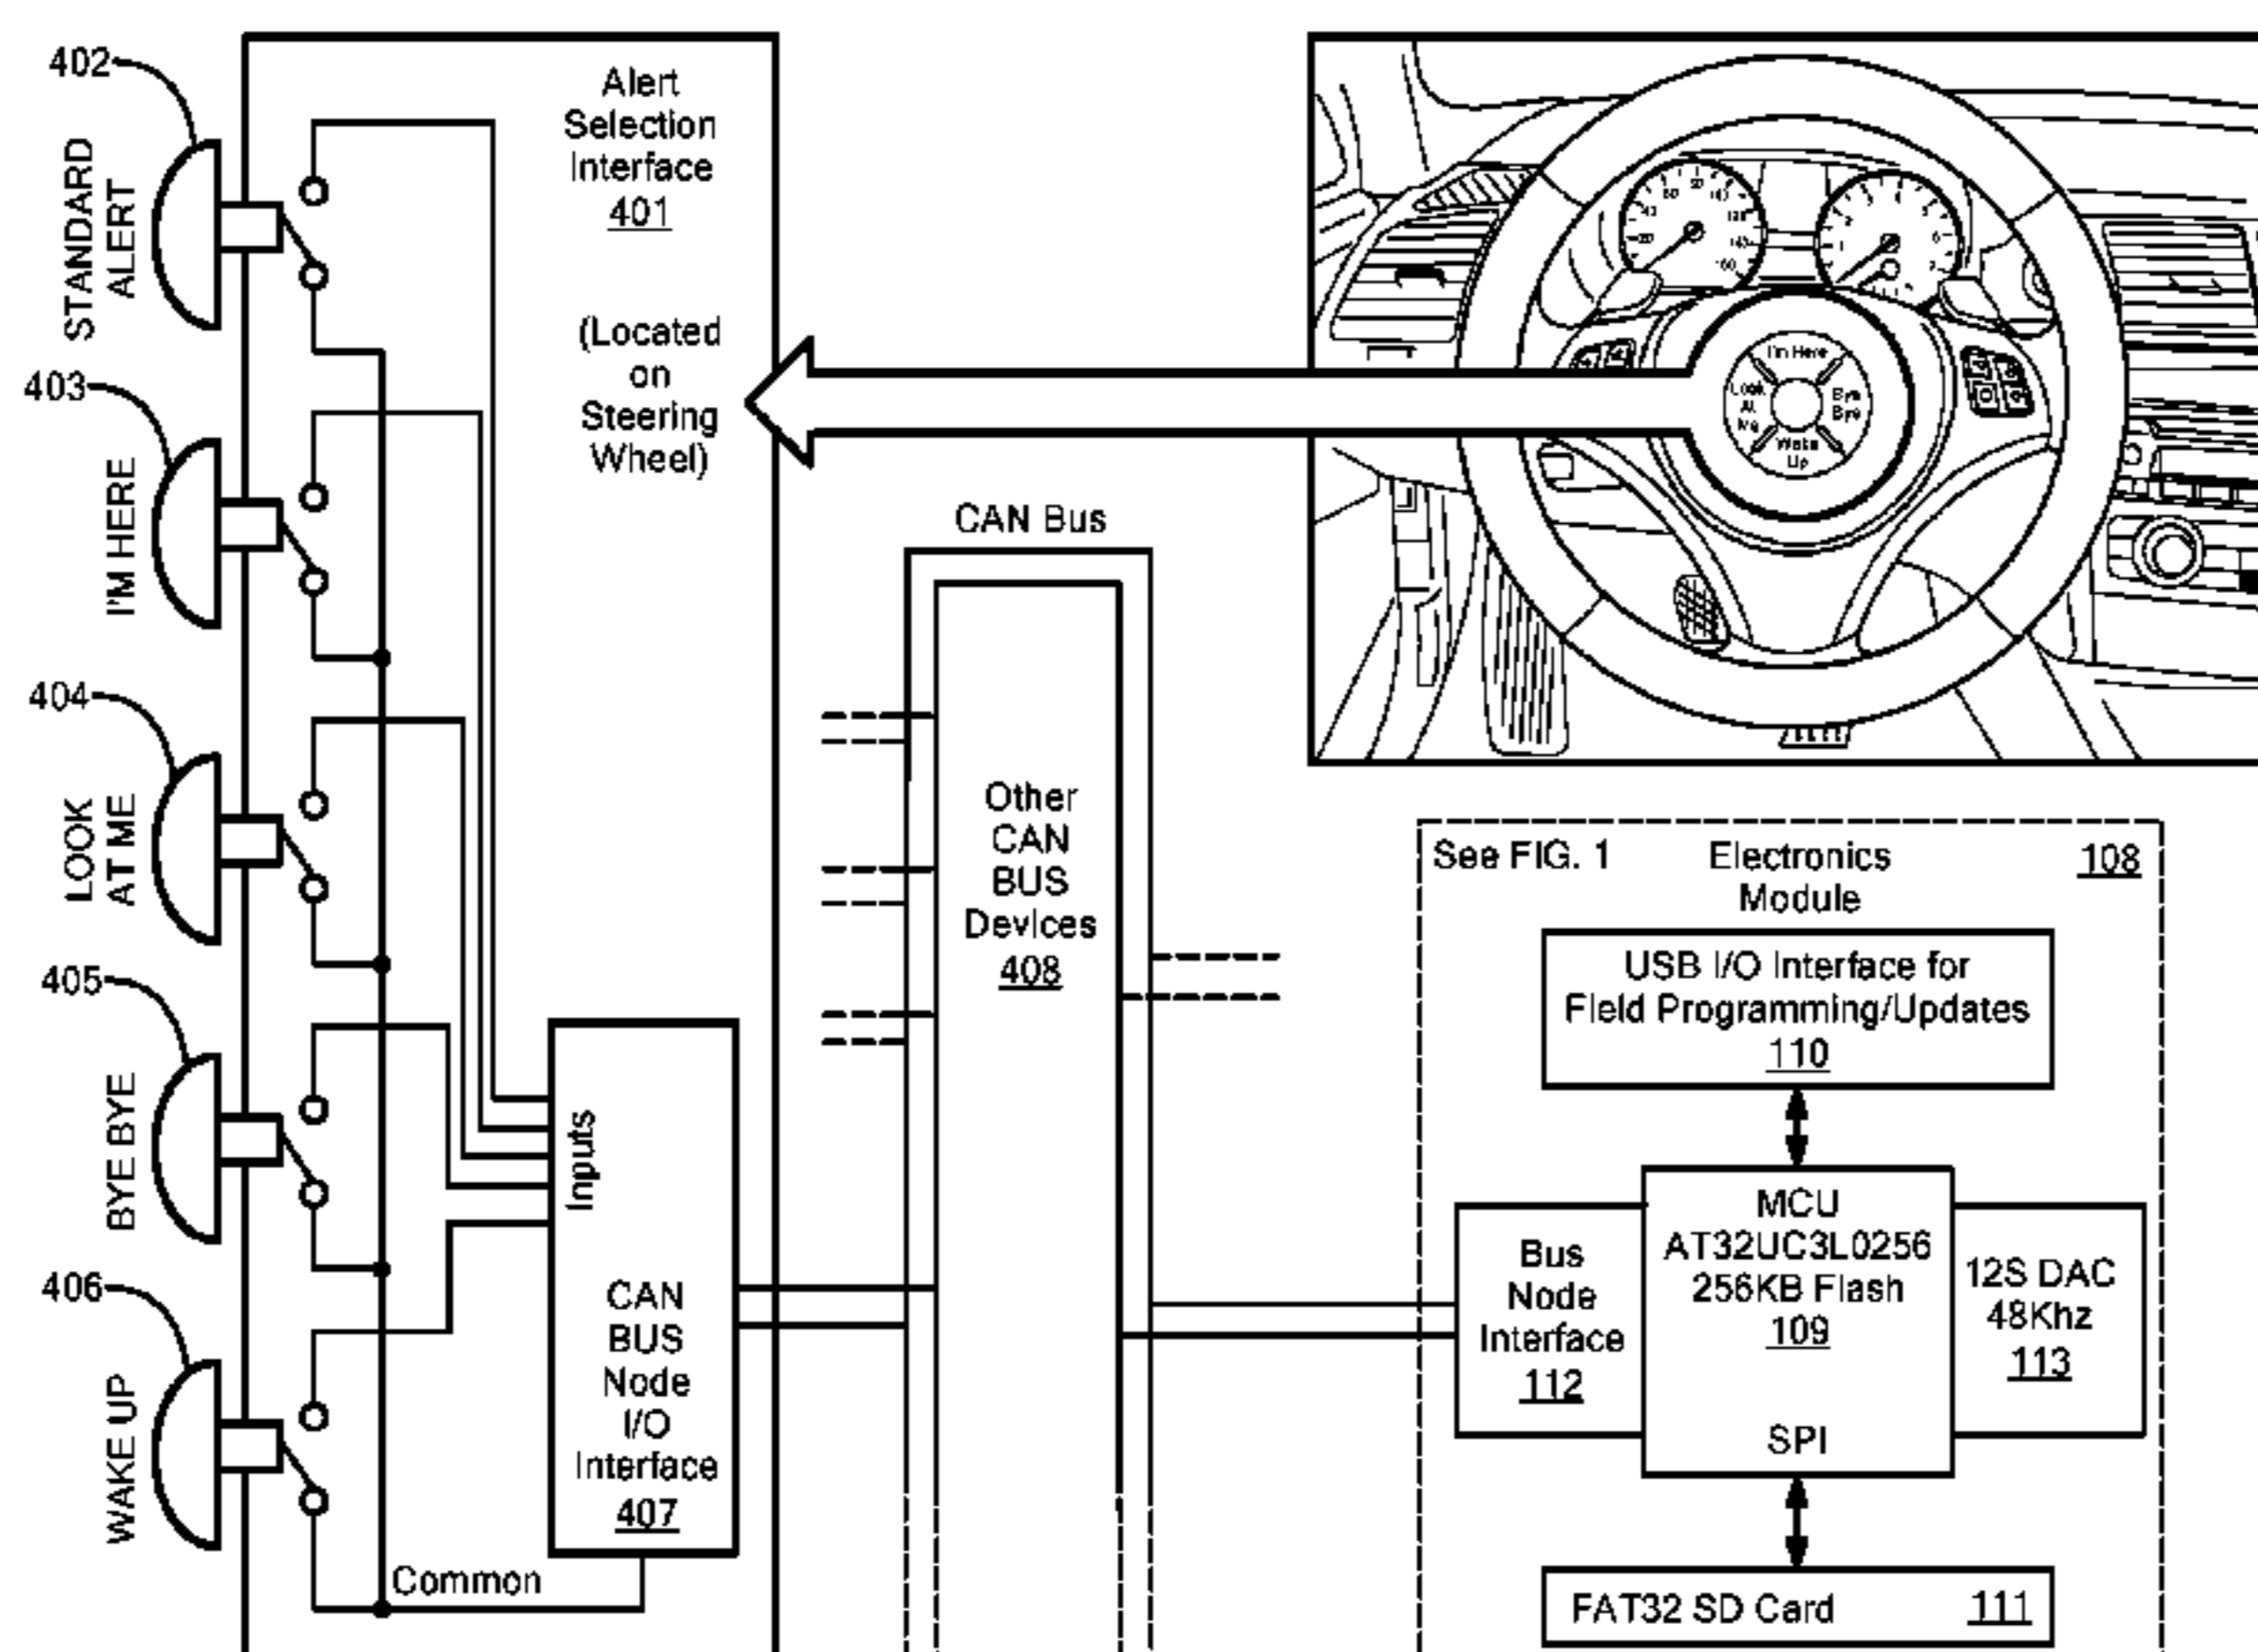 402
STANDARD
ALERT
403
I'M HERE
404
LOOK
AT ME
405
BYE BYE
406
WAKE UP
Alert
Selection
Interface
401
(Located
on
Steering
Wheel)
Inputs
CAN
BUS
Node
I/O
Interface
407
Common
CAN Bus
Other
CAN
BUS
Devices
408
I'm Here
Look
At
Me
Bye
Bye
Wake
Up
See FIG. 1
Electronics
Module
108
USB I/O Interface for
Field Programming/Updates
110
Bus
Node
Interface
112
MCU
AT32UC3L0256
256KB Flash
109
SPI
12S DAC
48Khz
113
FAT32 SD Card 111